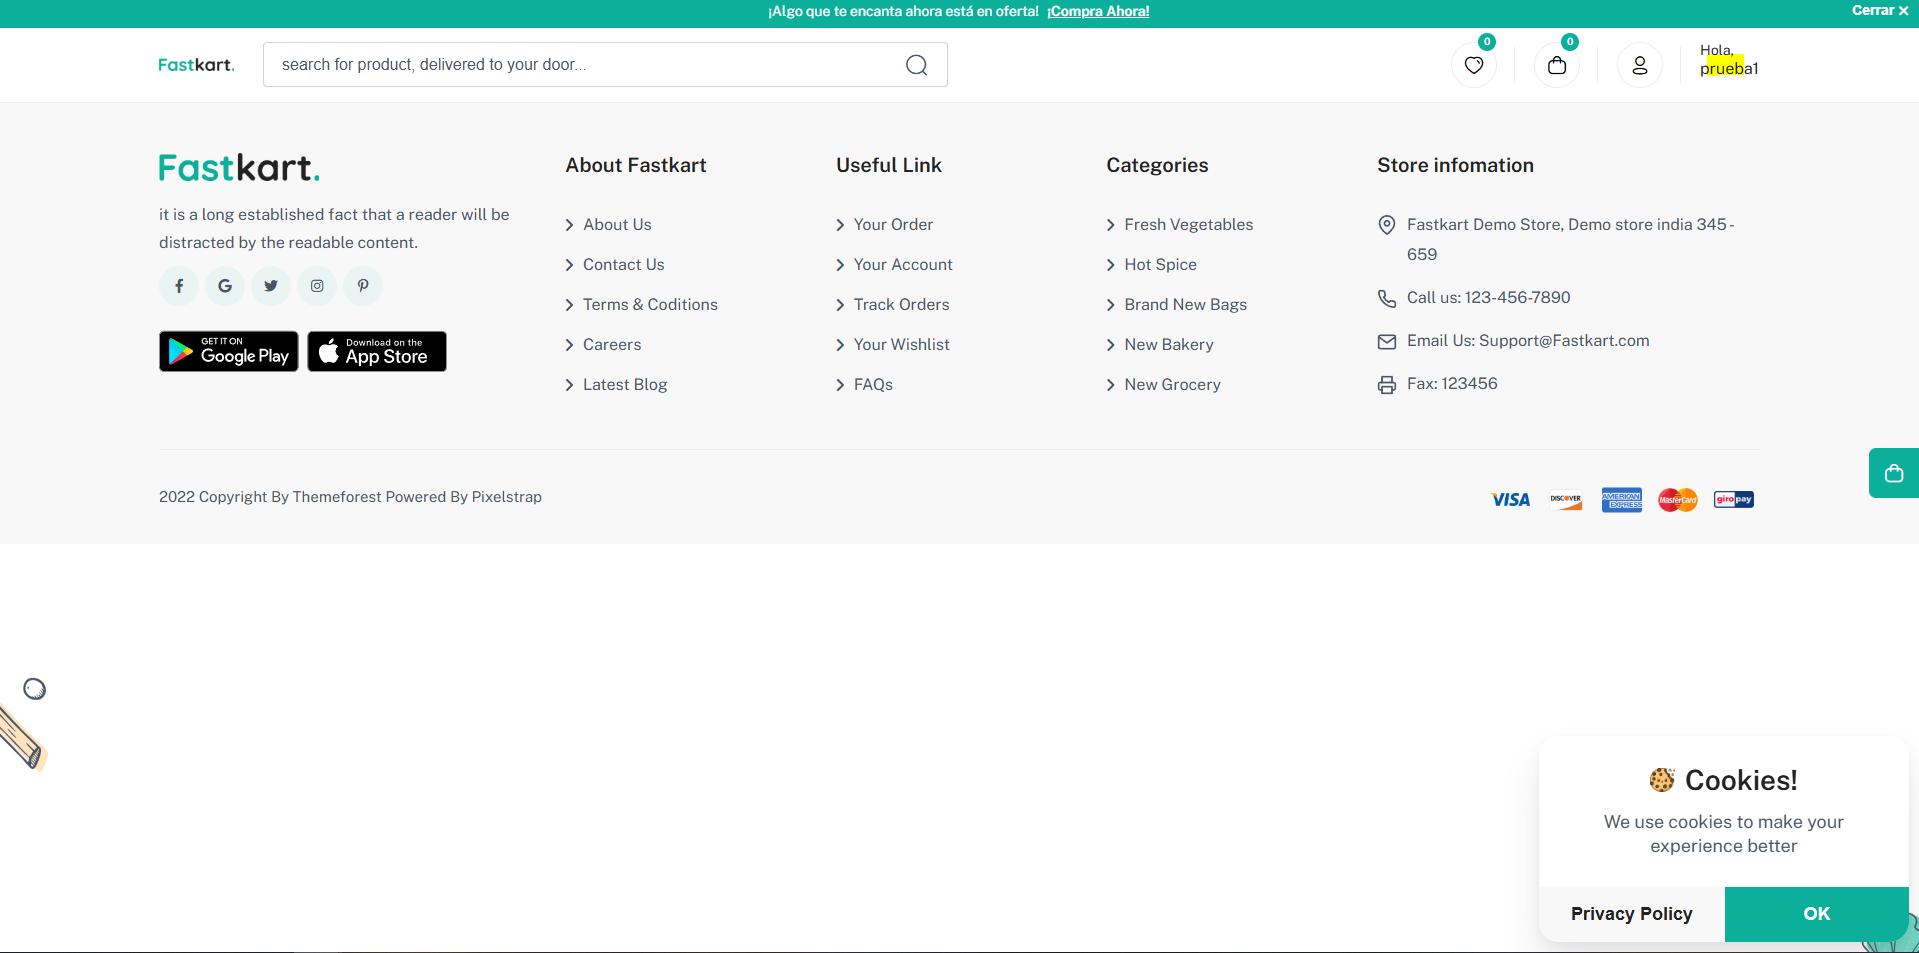 ¡Algo que te encanta ahora está en oferta! ¡Compra Ahora!
Cerrar ✕
Fastkart.
search for product, delivered to your door...
0
0
Hola,
prueba1
Fastkart.
it is a long established fact that a reader will be
distracted by the readable content.
GET IT ON
Google Play
Download on the
App Store
About Fastkart
About Us
Contact Us
Terms & Coditions
Careers
Latest Blog
Useful Link
Your Order
Your Account
Track Orders
Your Wishlist
FAQs
Categories
Fresh Vegetables
Hot Spice
Brand New Bags
New Bakery
New Grocery
Store infomation
Fastkart Demo Store, Demo store india 345 -
659
Call us: 123-456-7890
Email Us: Support@Fastkart.com
Fax: 123456
2022 Copyright By Themeforest Powered By Pixelstrap
VISA
DISCOVER
AMERICAN
EXPRESS
MasterCard
giropay
Cookies!
We use cookies to make your
experience better
Privacy Policy
OK